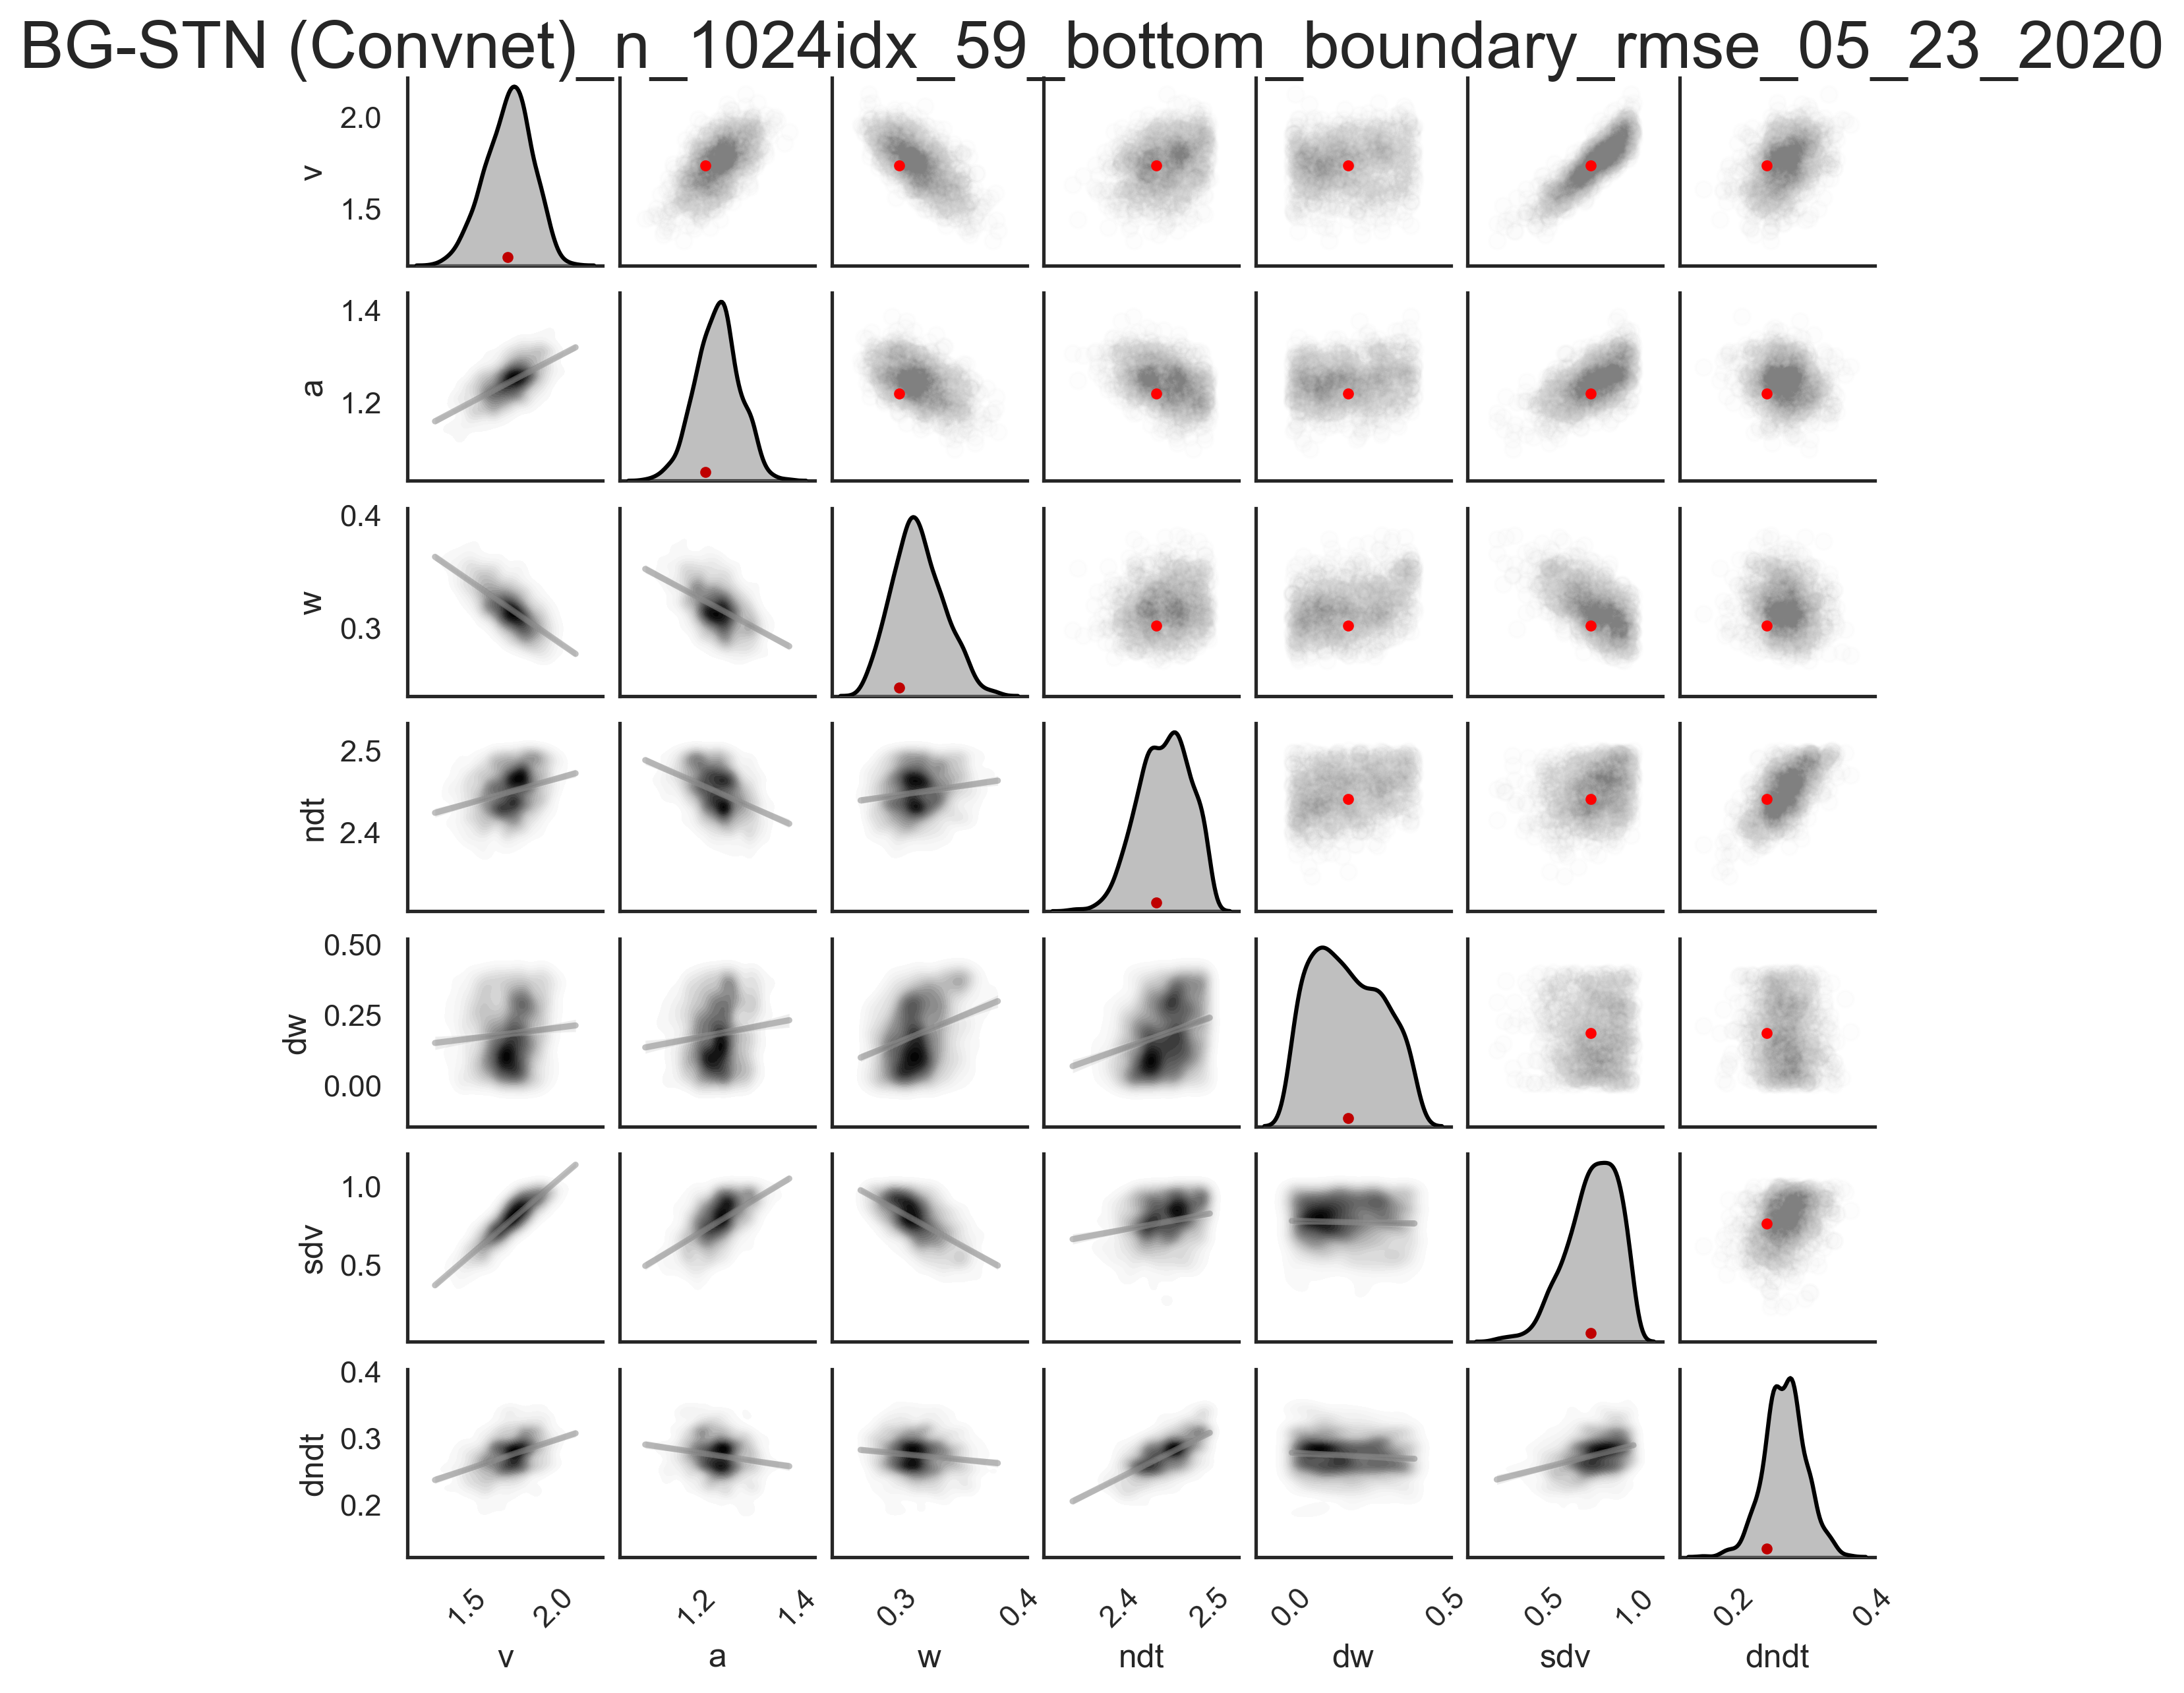 BG-STN (Convnet)_n_1024idx_59_bottom_boundary_rmse_05_23_2020
2.0
v
1.5
1.4
a
1.2
0.4
w
0.3
2.5
ndt
2.4
0.50
dw
0.25
0.00
1.0
sdv
0.5
0.4
dndt
0.3
0.2
1.5 2.0 1.2 1.4 0.3 0.4 2.4 2.5 0.0 0.5 0.5 1.0 0.2 0.4
v a w ndt dw sdv dndt